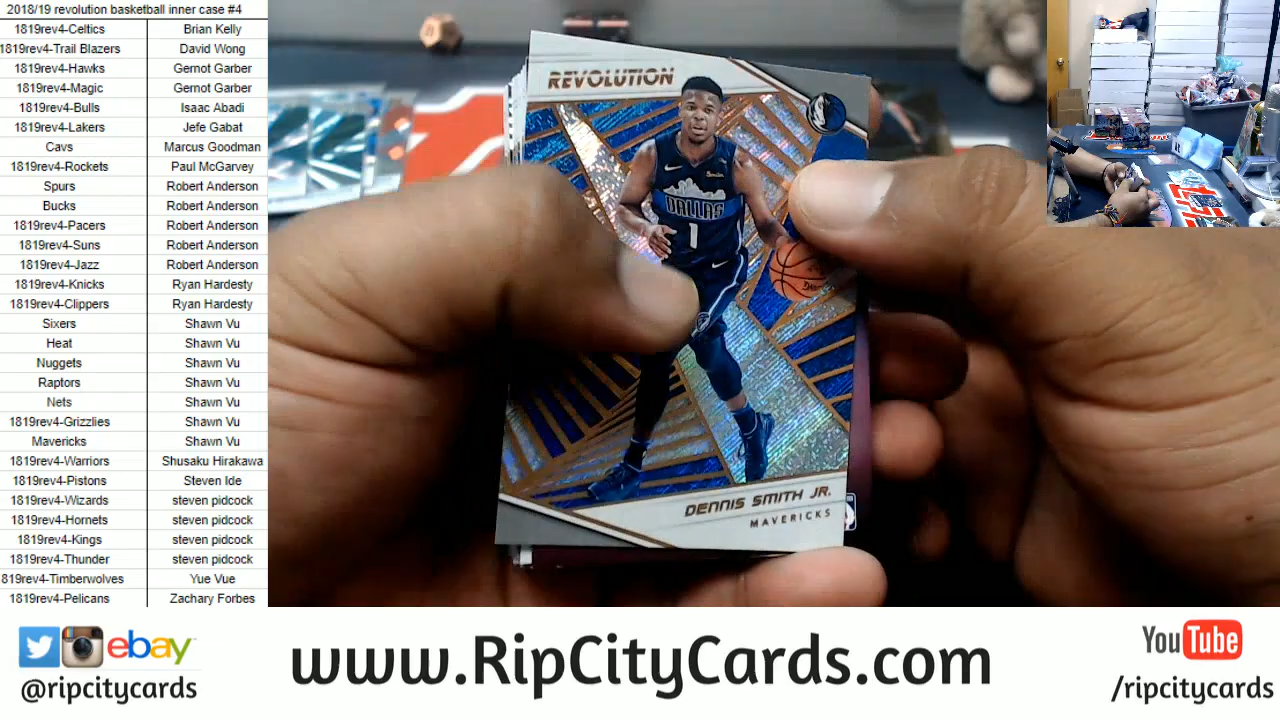 2018/19 revolution basketball inner case #4
1819rev4-Celtics Brian Kelly
1819rev4-Trail Blazers David Wong
1819rev4-Hawks Gernot Garber
1819rev4-Magic Gernot Garber
1819rev4-Bulls Isaac Abadi
1819rev4-Lakers Jefe Gabat
Cavs Marcus Goodman
1819rev4-Rockets Paul McGarvey
Spurs Robert Anderson
Bucks Robert Anderson
1819rev4-Pacers Robert Anderson
1819rev4-Suns Robert Anderson
1819rev4-Jazz Robert Anderson
1819rev4-Knicks Ryan Hardesty
1819rev4-Clippers Ryan Hardesty
Sixers Shawn Vu
Heat Shawn Vu
Nuggets Shawn Vu
Raptors Shawn Vu
Nets Shawn Vu
1819rev4-Grizzlies Shawn Vu
Mavericks Shawn Vu
1819rev4-Warriors Shusaku Hirakawa
1819rev4-Pistons Steven Ide
1819rev4-Wizards steven pidcock
1819rev4-Hornets steven pidcock
1819rev4-Kings steven pidcock
1819rev4-Thunder steven pidcock
819rev4-Timberwolves Yue Vue
1819rev4-Pelicans Zachary Forbes
REVOLUTION
DALLAS
1
DENNIS SMITH JR.
MAVERICKS
ebay
@ripcitycards
www.RipCityCards.com
YouTube
/ripcitycards